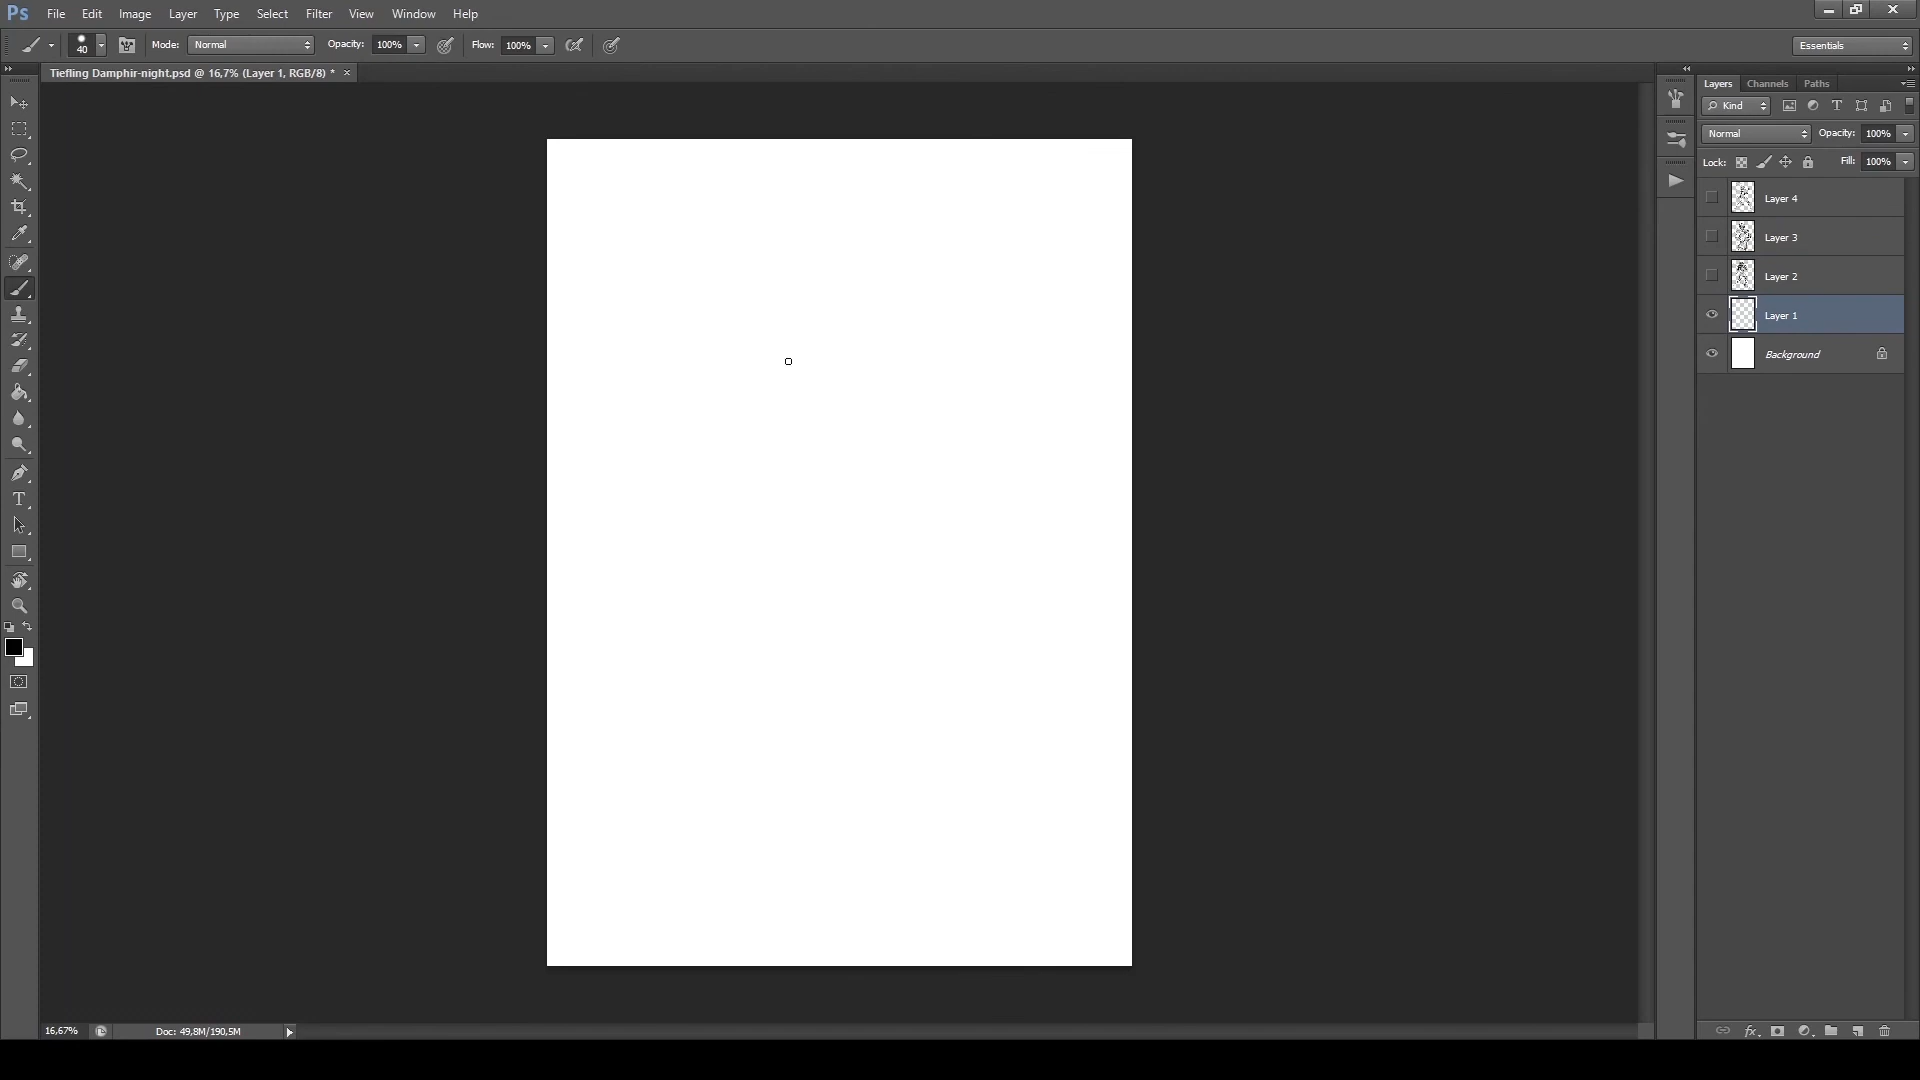 Ps File Edit Image Layer Type Select Filter View Window Help
40 Mode: Normal Opacity: 100% Flow: 100% Essentials
Tiefling Damphir-night.psd @ 16,7% (Layer 1, RGB/8) * ×
Layers Channels Paths
Kind T
Normal Opacity: 100%
Lock: Fill: 100%
Layer 4
Layer 3
Layer 2
Layer 1
Background
T
16,67% Doc: 49,8M/190,5M fx